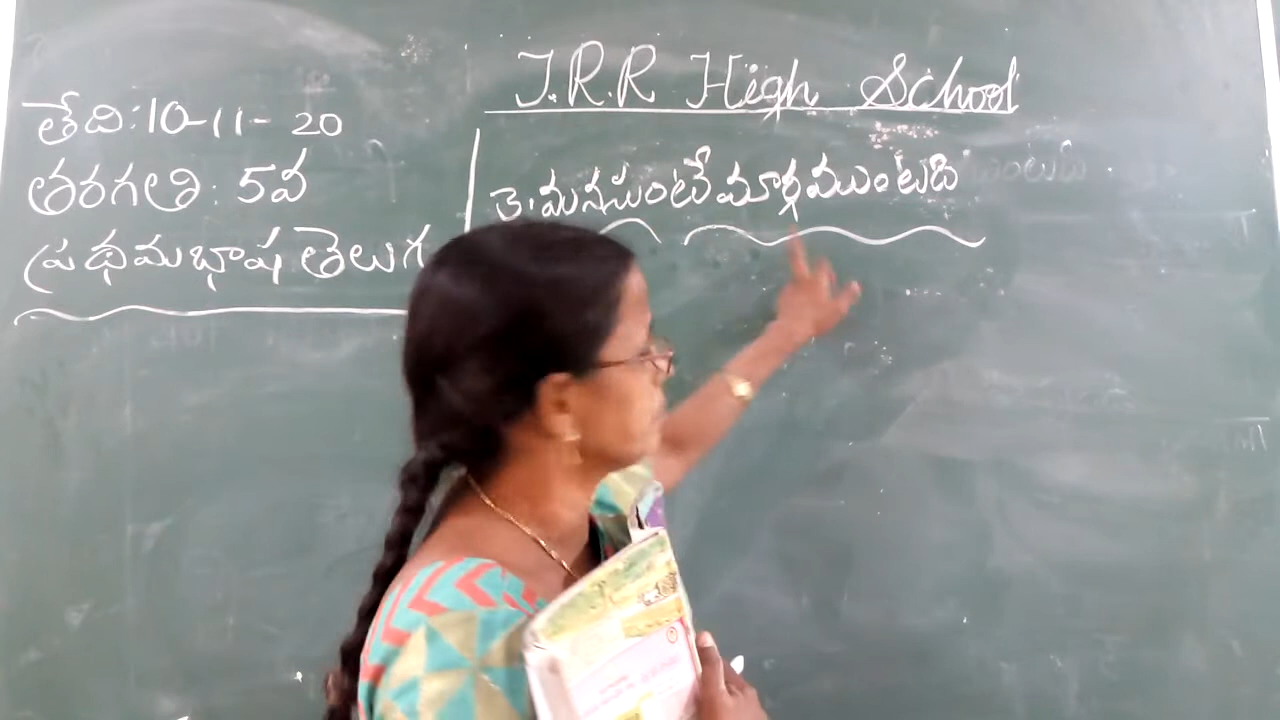 J.R.R High School
తేది: 10-11-20
తరగతి: 5వ
ప్రథమభాష తెలుగ
3. మనసుంటే మార్గముంటది